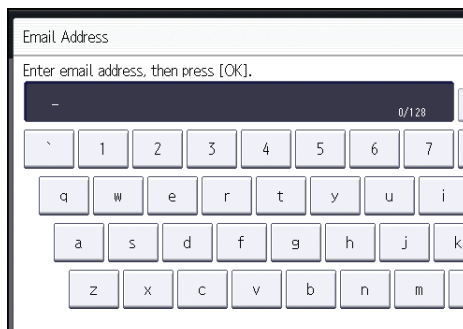 Email Address
Enter email address, then press [OK].
_ 0/128
` 1 2 3 4 5 6 7
q w e r t y u i
a s d f g h j k
z x c v b n m